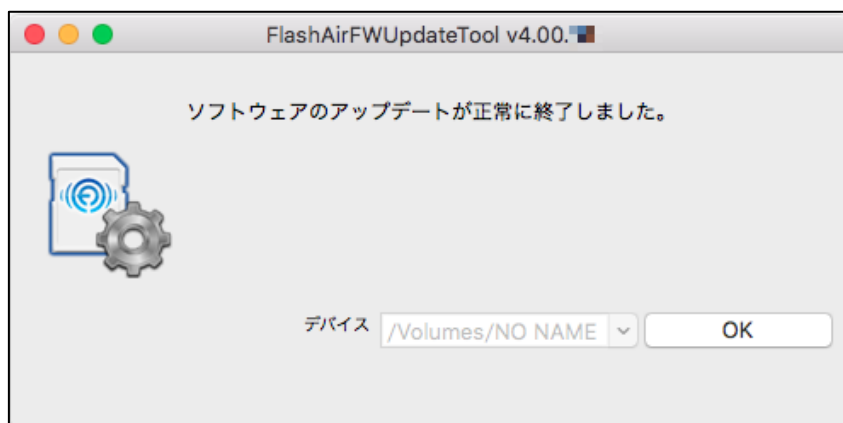 FlashAirFWUpdateTool v4.00.
ソフトウェアのアップデートが正常に終了しました。
デバイス /Volumes/NO NAME OK